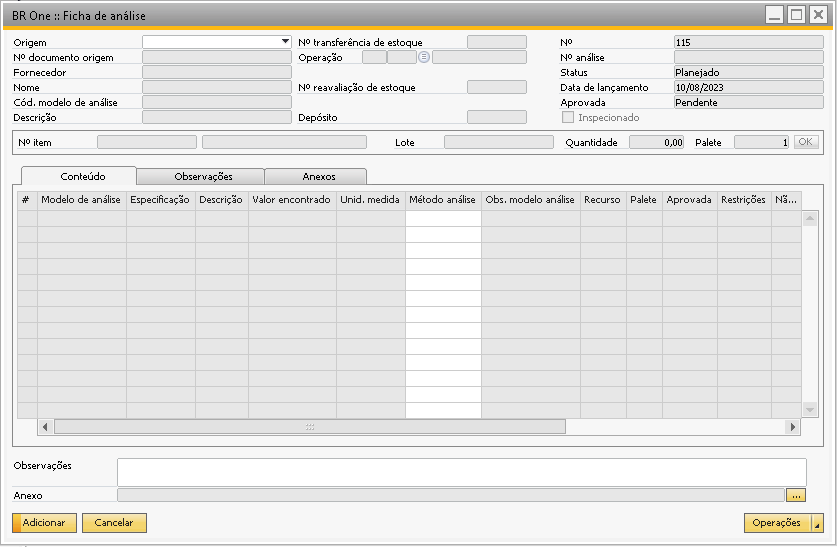 BR One :: Ficha de análise
Origem Nº transferência de estoque Nº 115
Nº documento origem Operação Nº análise
Fornecedor Status Planejado
Nome Nº reavaliação de estoque Data de lançamento 10/08/2023
Cód. modelo de análise Aprovada Pendente
Descrição Depósito Inspecionado
Nº item Lote Quantidade 0,00 Palete 1 OK
Conteúdo Observações Anexos
# Modelo de análise Especificação Descrição Valor encontrado Unid. medida Método análise Obs. modelo análise Recurso Palete Aprovada Restrições Nã...
Observações
Anexo ...
Adicionar Cancelar Operações